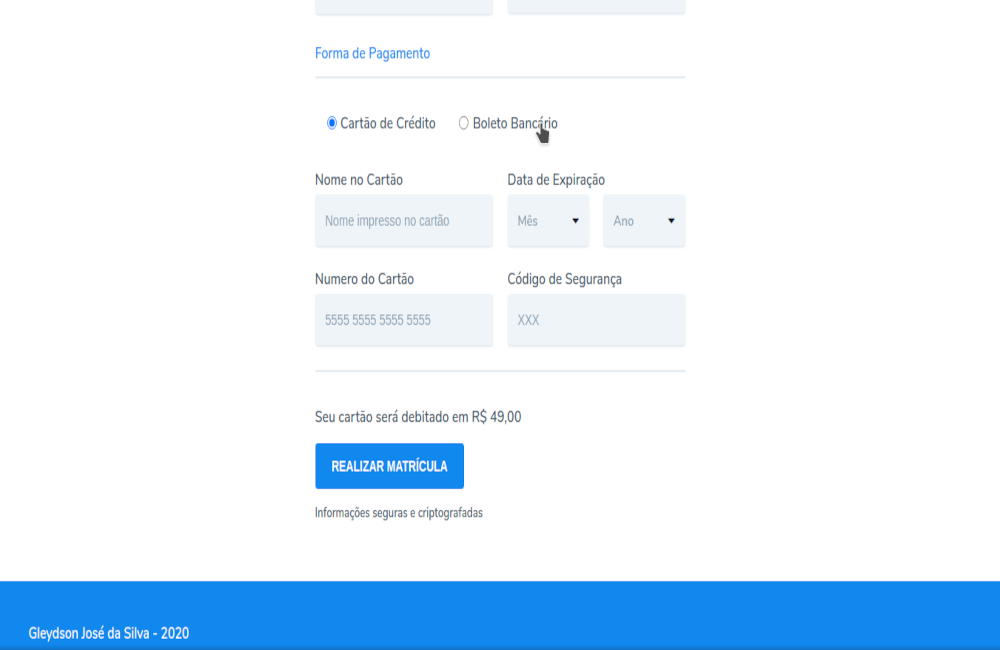 Forma de Pagamento
Cartão de Crédito Boleto Bancário
Nome no Cartão Data de Expiração
Nome impresso no cartão Mês Ano
Numero do Cartão Código de Segurança
5555 5555 5555 5555 XXX
Seu cartão será debitado em R$ 49,00
REALIZAR MATRÍCULA
Informações seguras e criptografadas
Gleydson José da Silva - 2020